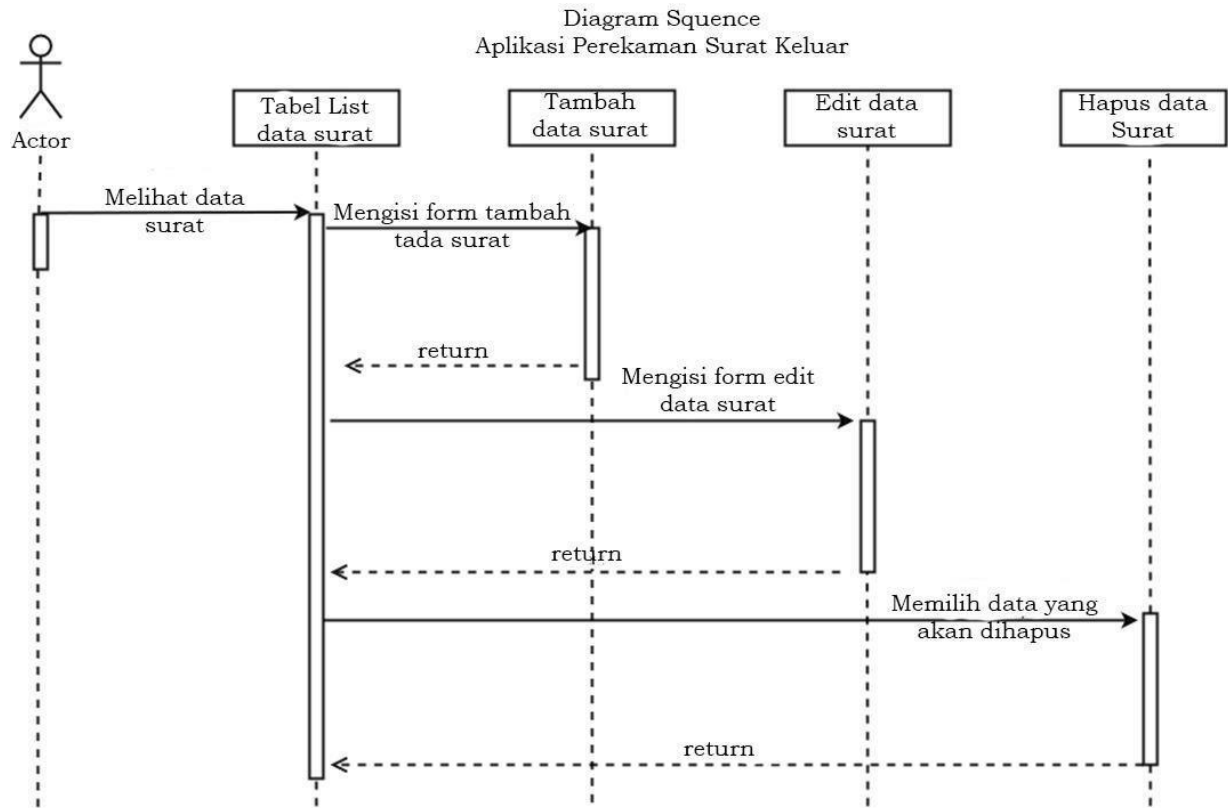 Diagram Squence
Aplikasi Perekaman Surat Keluar
Actor
Tabel List
data surat
Tambah
data surat
Edit data
surat
Hapus data
Surat
Melihat data
surat
Mengisi form tambah
tada surat
return
Mengisi form edit
data surat
return
Memilih data yang
akan dihapus
return